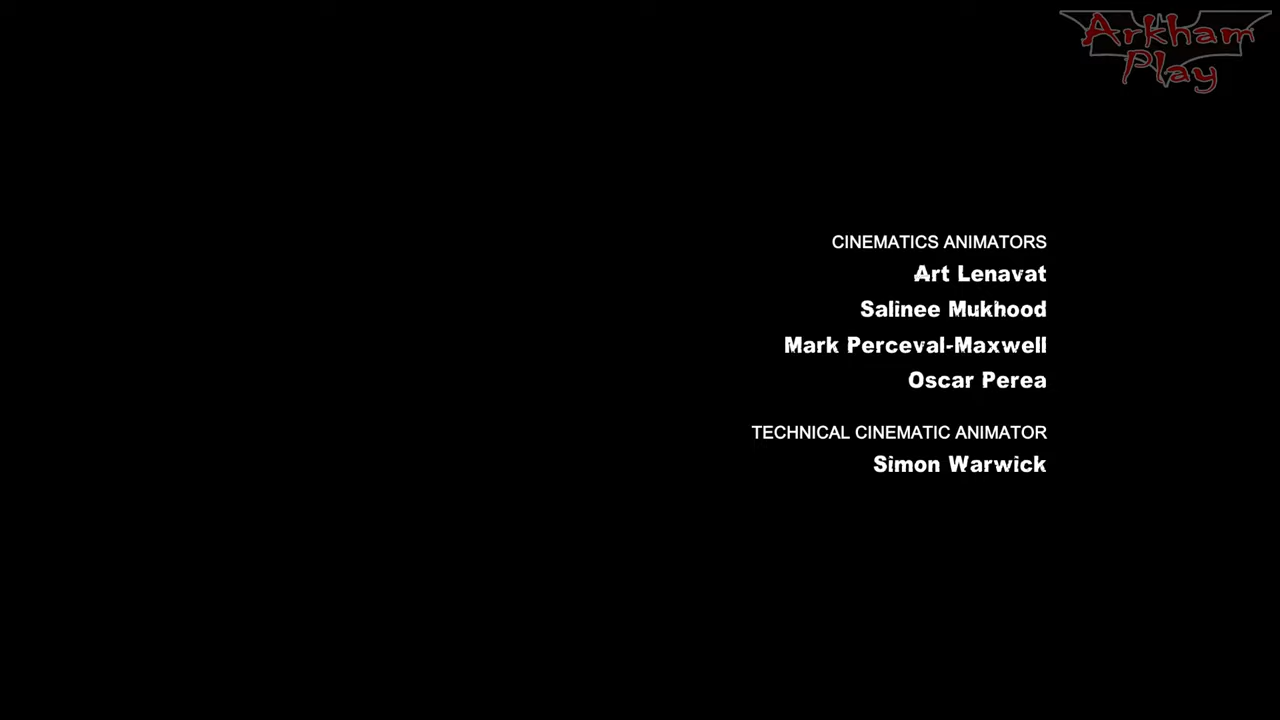 Arkham
Play
CINEMATICS ANIMATORS
Art Lenavat
Salinee Mukhood
Mark Perceval-Maxwell
Oscar Perea
TECHNICAL CINEMATIC ANIMATOR
Simon Warwick